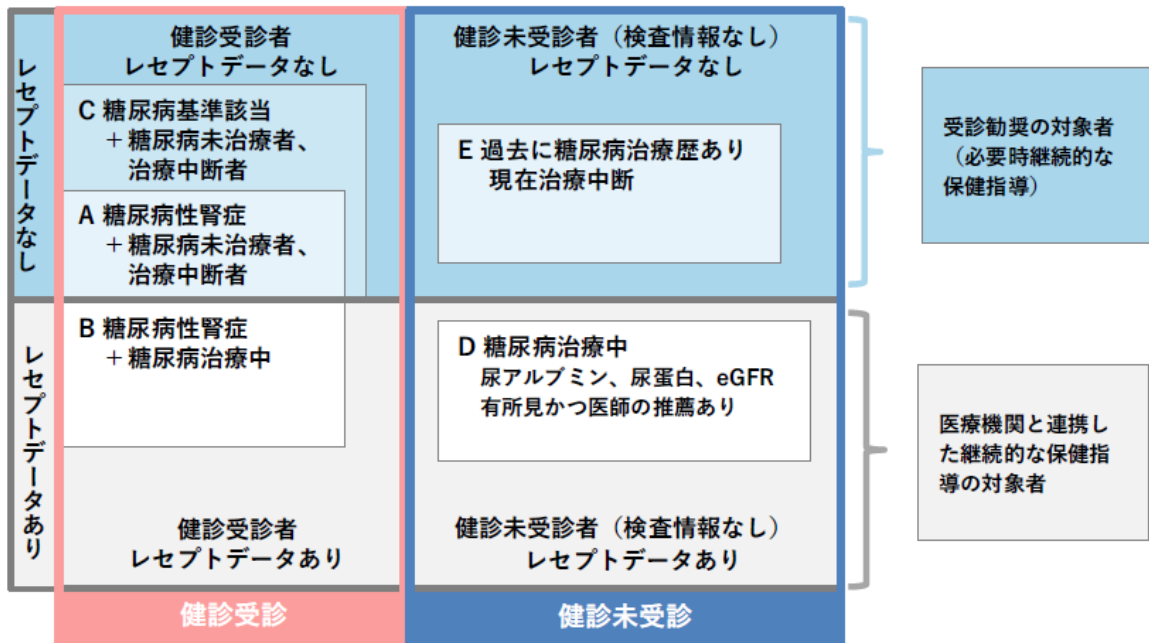 レセプトデータなし
健診受診者
レセプトデータなし
C 糖尿病基準該当
＋糖尿病未治療者、
治療中断者
A 糖尿病性腎症
＋糖尿病未治療者、
治療中断者
健診未受診者（検査情報なし）
レセプトデータなし
E 過去に糖尿病治療歴あり
現在治療中断
受診勧奨の対象者
（必要時継続的な
保健指導）
レセプトデータあり
B 糖尿病性腎症
＋糖尿病治療中
健診受診者
レセプトデータあり
D 糖尿病治療中
尿アルブミン、尿蛋白、eGFR
有所見かつ医師の推薦あり
健診未受診者（検査情報なし）
レセプトデータあり
医療機関と連携し
た継続的な保健指
導の対象者
健診受診
健診未受診